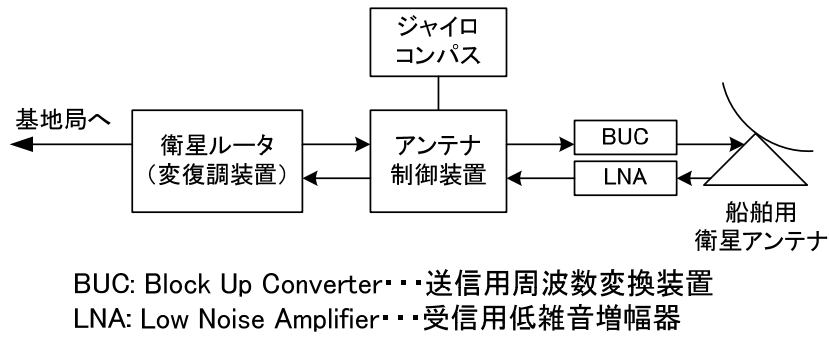 ジャイロ
コンパス
基地局へ
衛星ルータ
（変復調装置）
アンテナ
制御装置
BUC
LNA
船舶用
衛星アンテナ
BUC: Block Up Converter・・・送信用周波数変換装置
LNA: Low Noise Amplifier・・・受信用低雑音増幅器